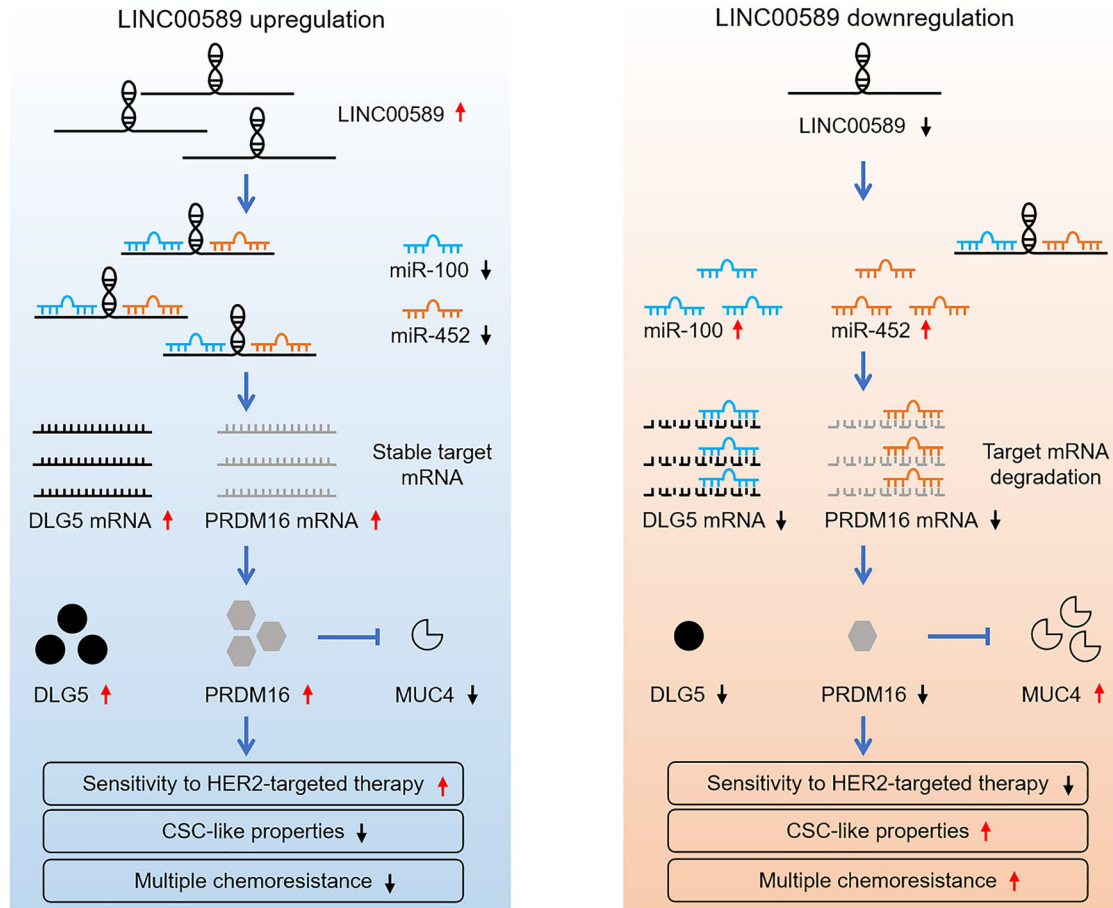 LINC00589 upregulation
LINC00589 ↑
miR-100 ↓
miR-452 ↓
Stable target
mRNA
DLG5 mRNA ↑ PRDM16 mRNA ↑
DLG5 ↑ PRDM16 ↑ MUC4 ↓
Sensitivity to HER2-targeted therapy ↑
CSC-like properties ↓
Multiple chemoresistance ↓
LINC00589 downregulation
LINC00589 ↓
miR-100 ↑ miR-452 ↑
Target mRNA
degradation
DLG5 mRNA ↓ PRDM16 mRNA ↓
DLG5 ↓ PRDM16 ↓ MUC4 ↑
Sensitivity to HER2-targeted therapy ↓
CSC-like properties ↑
Multiple chemoresistance ↑